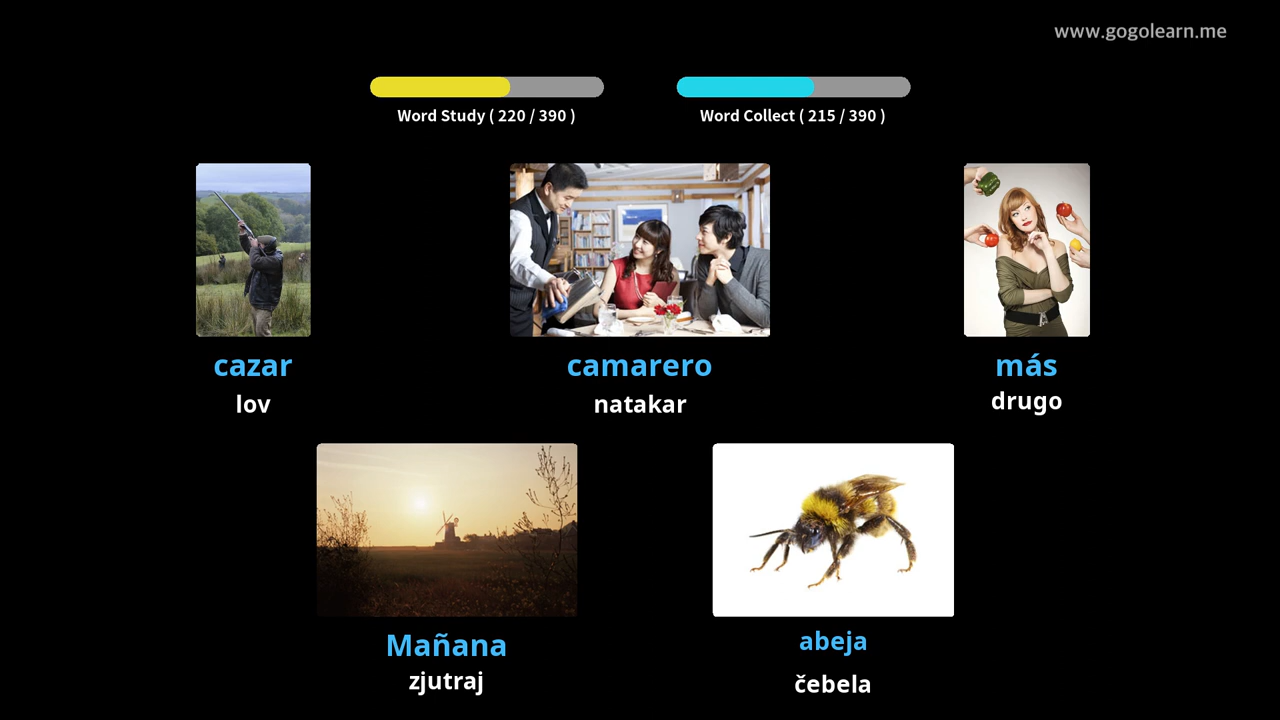 www.gogolearn.me
Word Study ( 220 / 390 )
Word Collect ( 215 / 390 )
cazar
lov
camarero
natakar
más
drugo
Mañana
zjutraj
abeja
čebela